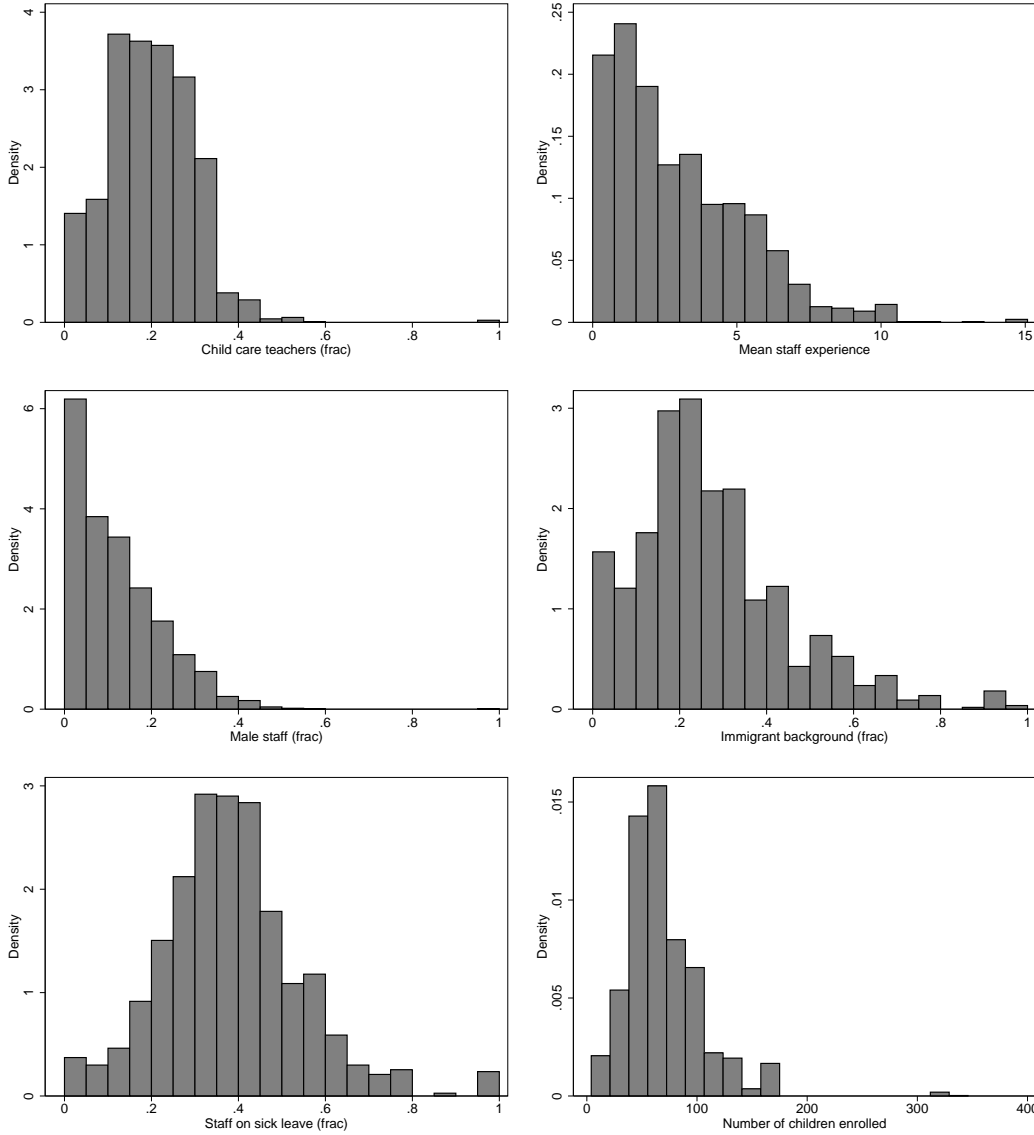 4
3
2
1
0
Density
0 .2 .4 .6 .8 1
Child care teachers (frac)
.25
.2
.15
.1
.05
0
Density
0 5 10 15
Mean staff experience
6
4
2
0
Density
0 .2 .4 .6 .8 1
Male staff (frac)
3
2
1
0
Density
0 .2 .4 .6 .8 1
Immigrant background (frac)
3
2
1
0
Density
0 .2 .4 .6 .8 1
Staff on sick leave (frac)
.015
.01
.005
0
Density
0 100 200 300 400
Number of children enrolled